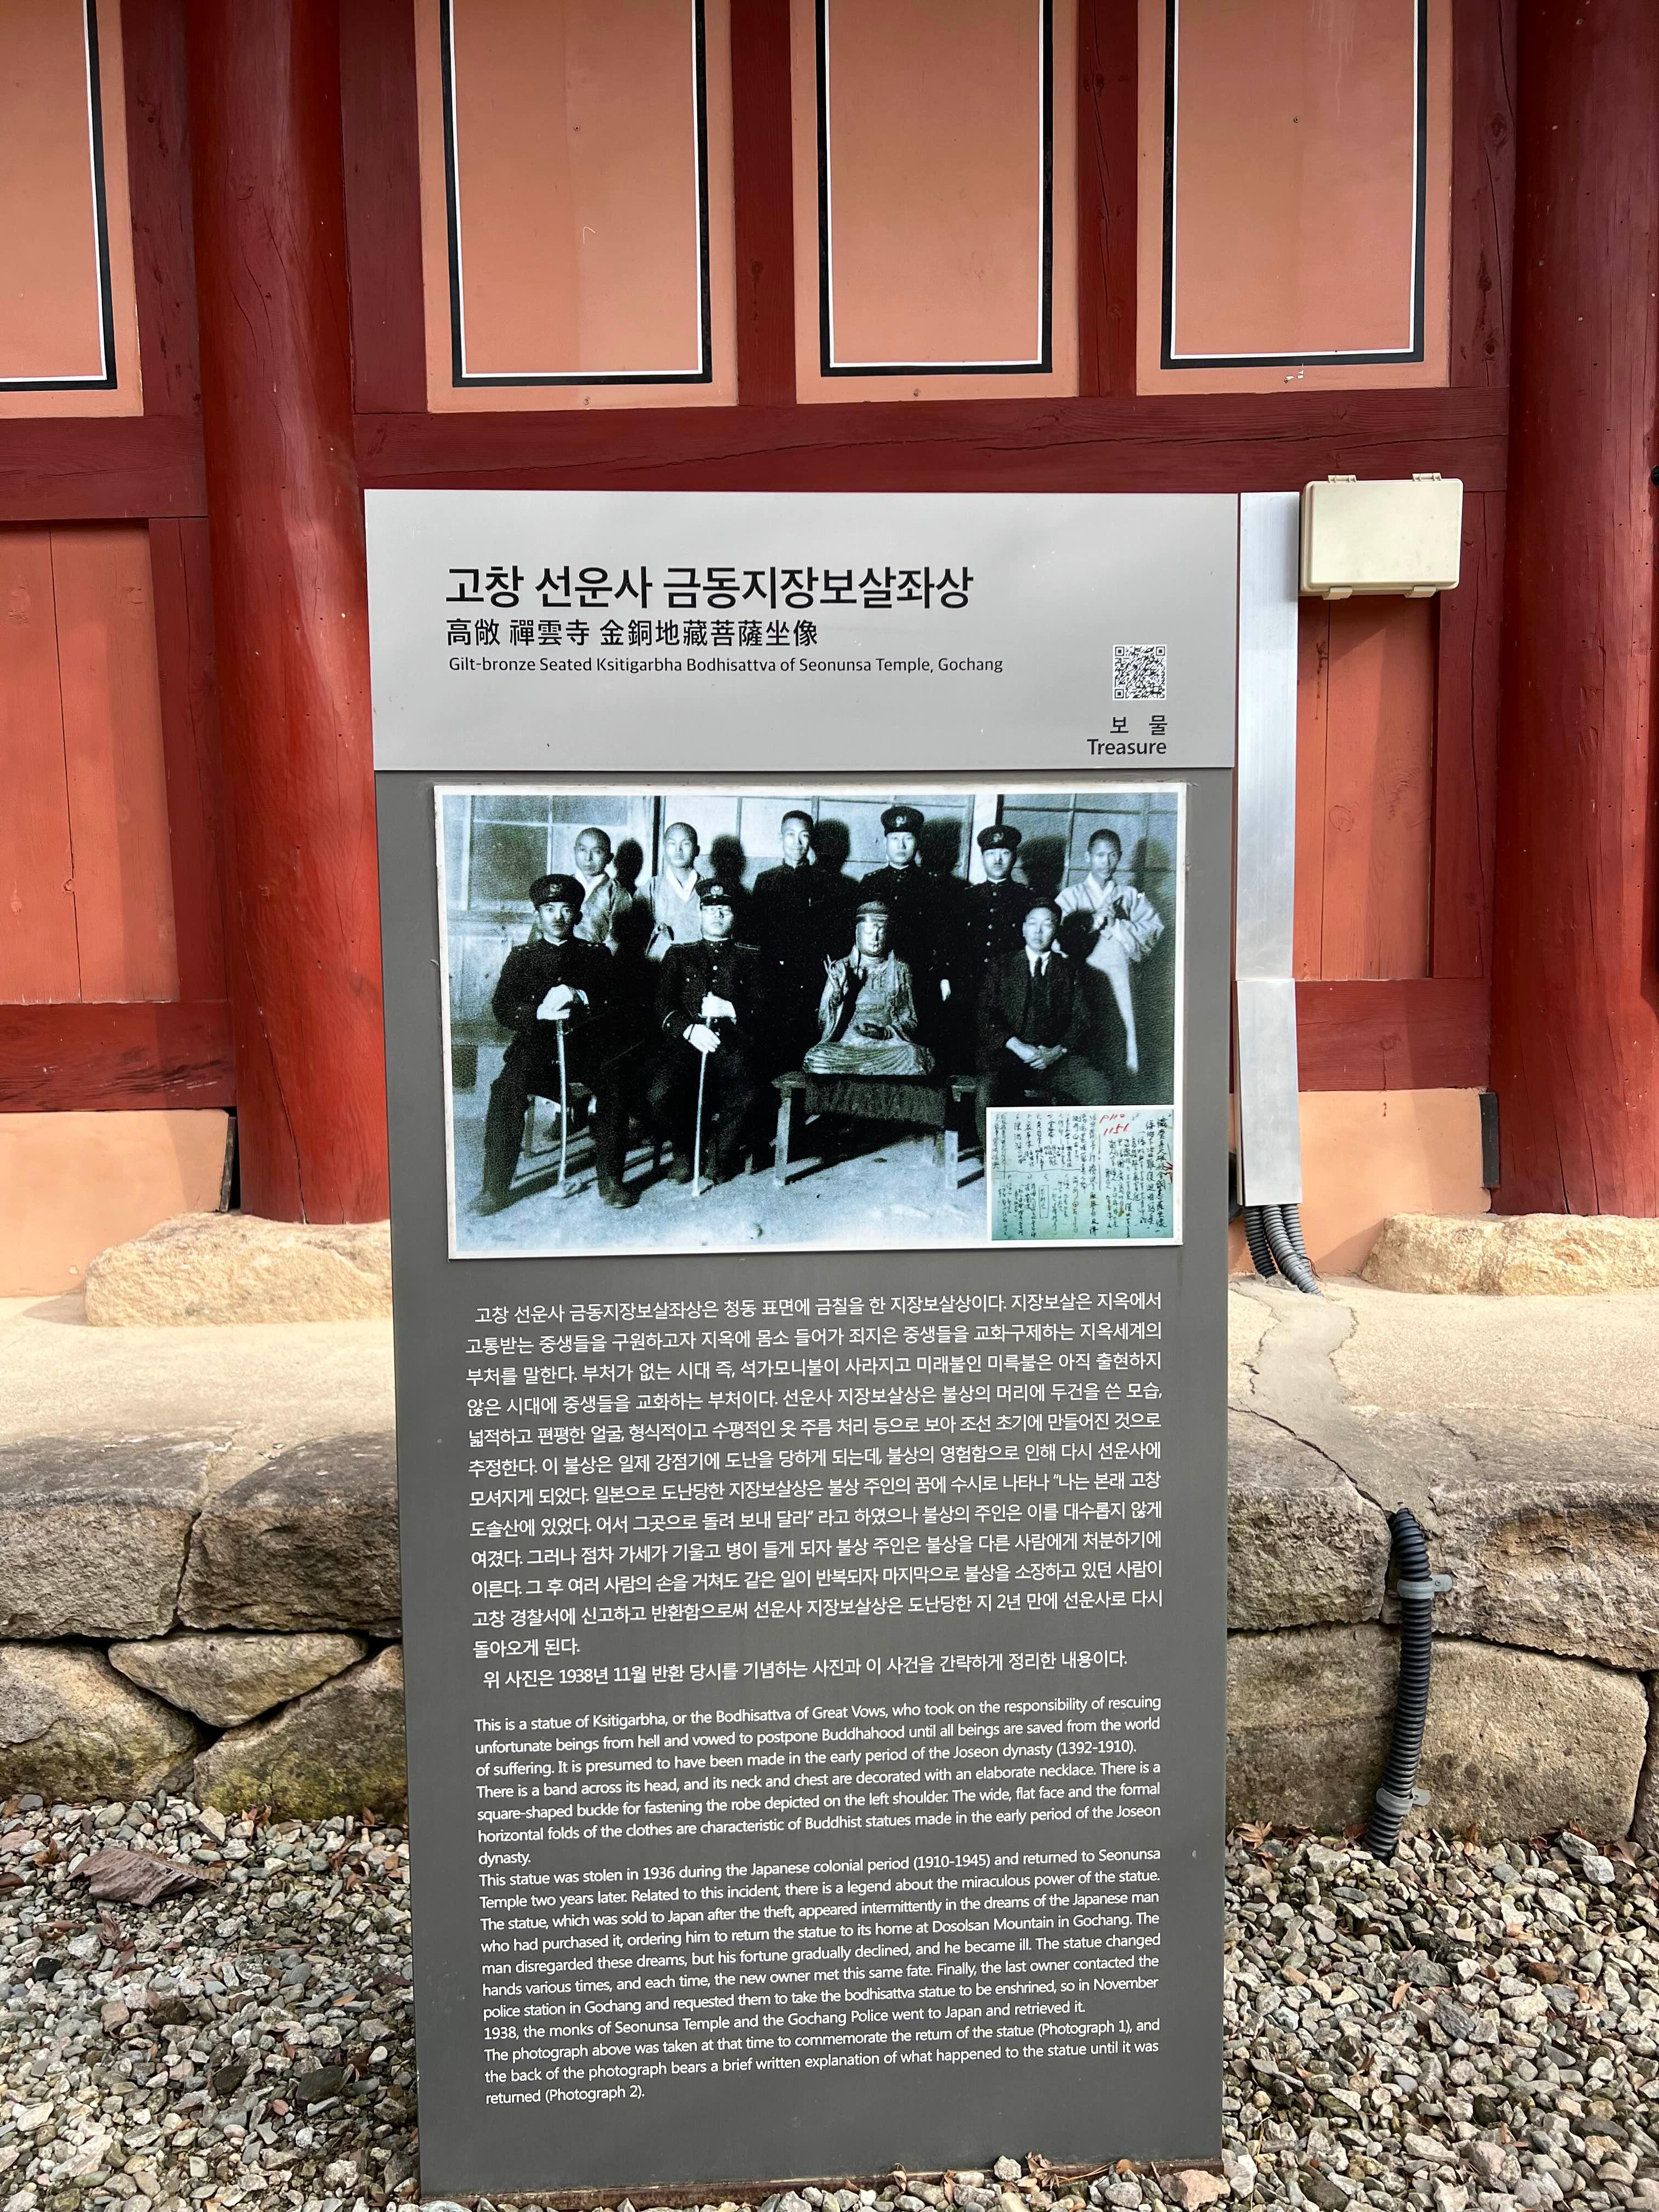 고창 선운사 금동지장보살좌상
高敞 禪雲寺 金銅地藏菩薩坐像
Gilt-bronze Seated Ksitigarbha Bodhisattva of Seonunsa Temple, Gochang
보 물
Treasure
고창 선운사 금동지장보살좌상은 청동 표면에 금칠을 한 지장보살상이다. 지장보살은 지옥에서
고통받는 중생들을 구원하고자 지옥에 몸소 들어가 죄지은 중생들을 교화·구제하는 지옥세계의
부처를 말한다. 부처가 없는 시대 즉, 석가모니불이 사라지고 미래불인 미륵불은 아직 출현하지
않은 시대에 중생들을 교화하는 부처이다. 선운사 지장보살상은 불상의 머리에 두건을 쓴 모습,
넓적하고 편평한 얼굴, 형식적이고 수평적인 옷 주름 처리 등으로 보아 조선 초기에 만들어진 것으로
추정한다. 이 불상은 일제 강점기에 도난을 당하게 되는데, 불상의 영험함으로 인해 다시 선운사에
모셔지게 되었다. 일본으로 도난당한 지장보살상은 불상 주인의 꿈에 수시로 나타나 “나는 본래 고창
도솔산에 있었다. 어서 그곳으로 돌려 보내 달라” 라고 하였으나 불상의 주인은 이를 대수롭지 않게
여겼다. 그러나 점차 가세가 기울고 병이 들게 되자 불상 주인은 불상을 다른 사람에게 처분하기에
이른다. 그 후 여러 사람의 손을 거쳐도 같은 일이 반복되자 마지막으로 불상을 소장하고 있던 사람이
고창 경찰서에 신고하고 반환함으로써 선운사 지장보살상은 도난당한 지 2년 만에 선운사로 다시
돌아오게 된다.
위 사진은 1938년 11월 반환 당시를 기념하는 사진과 이 사건을 간략하게 정리한 내용이다.
This is a statue of Ksitigarbha, or the Bodhisattva of Great Vows, who took on the responsibility of rescuing
unfortunate beings from hell and vowed to postpone Buddhahood until all beings are saved from the world
of suffering. It is presumed to have been made in the early period of the Joseon dynasty (1392-1910).
There is a band across its head, and its neck and chest are decorated with an elaborate necklace. There is a
square-shaped buckle for fastening the robe depicted on the left shoulder. The wide, flat face and the formal
horizontal folds of the clothes are characteristic of Buddhist statues made in the early period of the Joseon
dynasty.
This statue was stolen in 1936 during the Japanese colonial period (1910-1945) and returned to Seonunsa
Temple two years later. Related to this incident, there is a legend about the miraculous power of the statue.
The statue, which was sold to Japan after the theft, appeared intermittently in the dreams of the Japanese man
who had purchased it, ordering him to return the statue to its home at Dosolsan Mountain in Gochang. The
man disregarded these dreams, but his fortune gradually declined, and he became ill. The statue changed
hands various times, and each time, the new owner met this same fate. Finally, the last owner contacted the
police station in Gochang and requested them to take the bodhisattva statue to be enshrined, so in November
1938, the monks of Seonunsa Temple and the Gochang Police went to Japan and retrieved it.
The photograph above was taken at that time to commemorate the return of the statue (Photograph 1), and
the back of the photograph bears a brief written explanation of what happened to the statue until it was
returned (Photograph 2).